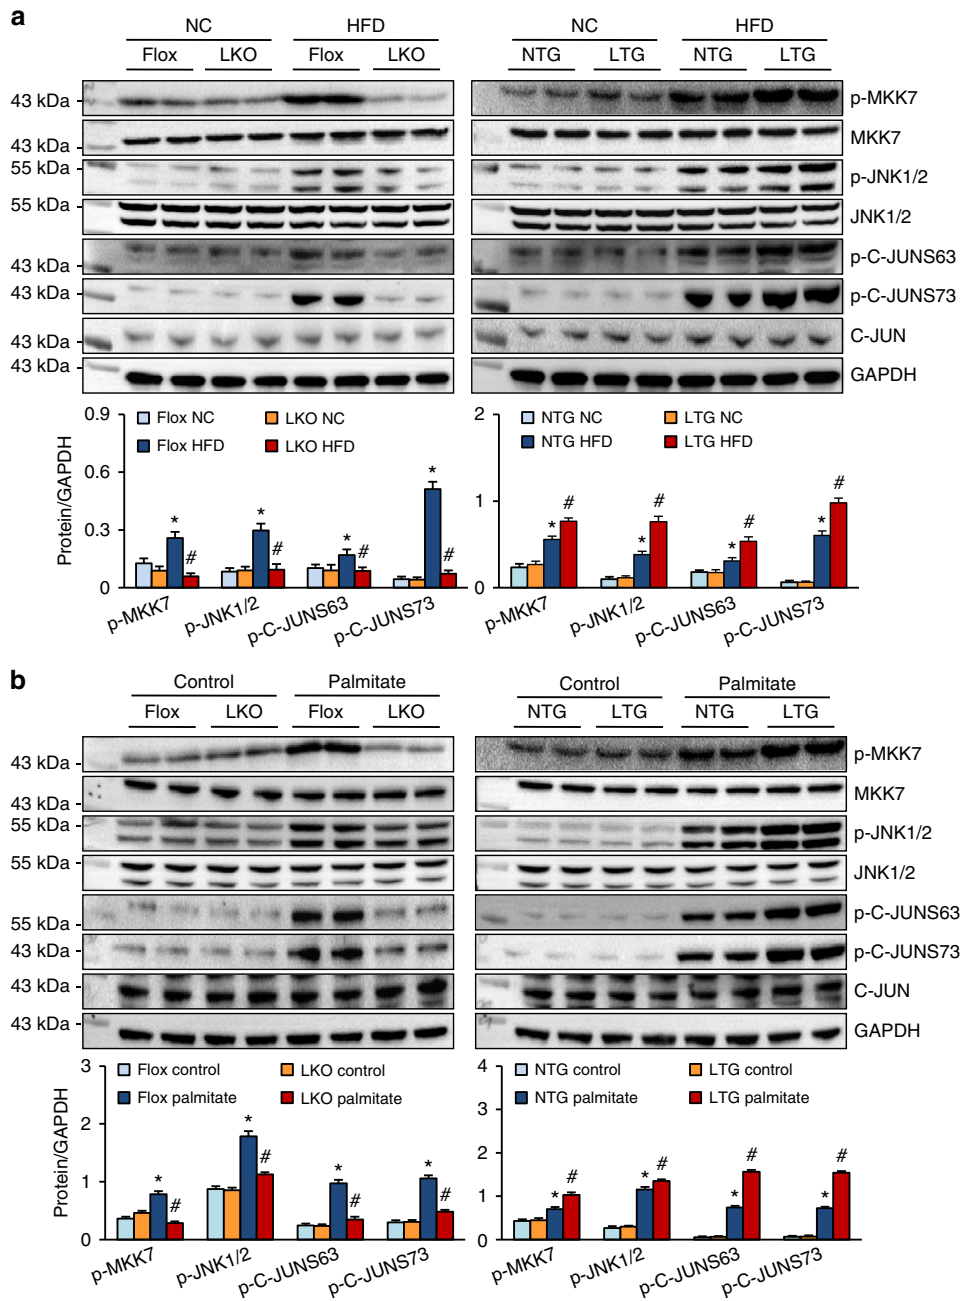 a
NC HFD NC HFD
Flox LKO Flox LKO NTG LTG NTG LTG
43 kDa - p-MKK7
43 kDa - MKK7
55 kDa - p-JNK1/2
55 kDa - JNK1/2
43 kDa - p-C-JUNS63
43 kDa - p-C-JUNS73
43 kDa - C-JUN
43 kDa - GAPDH
0.9 Flox NC LKO NC 2 NTG NC LTG NC
Flox HFD LKO HFD NTG HFD LTG HFD
0.6
0.3
0
1
0
Protein/GAPDH
* # * # * # * #
* # * # * # * #
p-MKK7 p-JNK1/2 p-C-JUNS63 p-C-JUNS73 p-MKK7 p-JNK1/2 p-C-JUNS63 p-C-JUNS73
b
Control Palmitate Control Palmitate
Flox LKO Flox LKO NTG LTG NTG LTG
43 kDa - p-MKK7
43 kDa - MKK7
55 kDa - p-JNK1/2
55 kDa - JNK1/2
55 kDa - p-C-JUNS63
43 kDa - p-C-JUNS73
43 kDa - C-JUN
43 kDa - GAPDH
3 Flox control LKO control 4 NTG control LTG control
Flox palmitate LKO palmitate NTG palmitate LTG palmitate
2
1
0
3
2
1
0
Protein/GAPDH
* # * # * # * #
* # * # * # * #
p-MKK7 p-JNK1/2 p-C-JUNS63 p-C-JUNS73 p-MKK7 p-JNK1/2 p-C-JUNS63 p-C-JUNS73